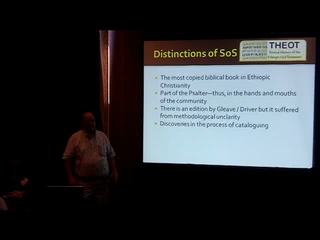 Distinctions of SoS
THEOT
Textual History of the
Ethiopic Old Testament
The most copied biblical book in Ethiopic
Christianity
Part of the Psalter—thus, in the hands and mouths
of the community
There is an edition by Gleave / Driver but it suffered
from methodological unclarity
Discoveries in the process of cataloguing